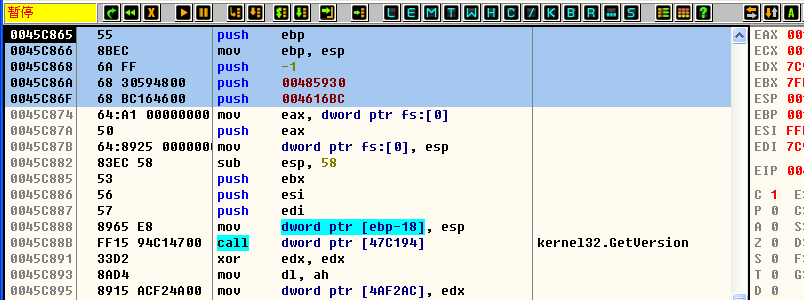 暂停 L E M T W H C / K B R ... S ?
0045C865 55 push ebp EAX 00
0045C866 8BEC mov ebp, esp ECX 00
0045C868 6A FF push -1 EDX 7C9
0045C86A 68 30594800 push 00485930 EBX 7FF
0045C86F 68 BC164600 push 004616BC ESP 00
0045C874 64:A1 00000000 mov eax, dword ptr fs:[0] EBP 00
0045C87A 50 push eax ESI FFF
0045C87B 64:8925 0000000 mov dword ptr fs:[0], esp EDI 7C9
0045C882 83EC 58 sub esp, 58
0045C885 53 push ebx EIP 00
0045C886 56 push esi C 1 E
0045C887 57 push edi P 0 C
0045C888 8965 E8 mov dword ptr [ebp-18], esp A 0 S
0045C88B FF15 94C14700 call dword ptr [47C194] kernel32.GetVersion Z 0 D
0045C891 33D2 xor edx, edx S 0 F
0045C893 8AD4 mov dl, ah T 0 G
0045C895 8915 ACF24A00 mov dword ptr [4AF2AC], edx D 0